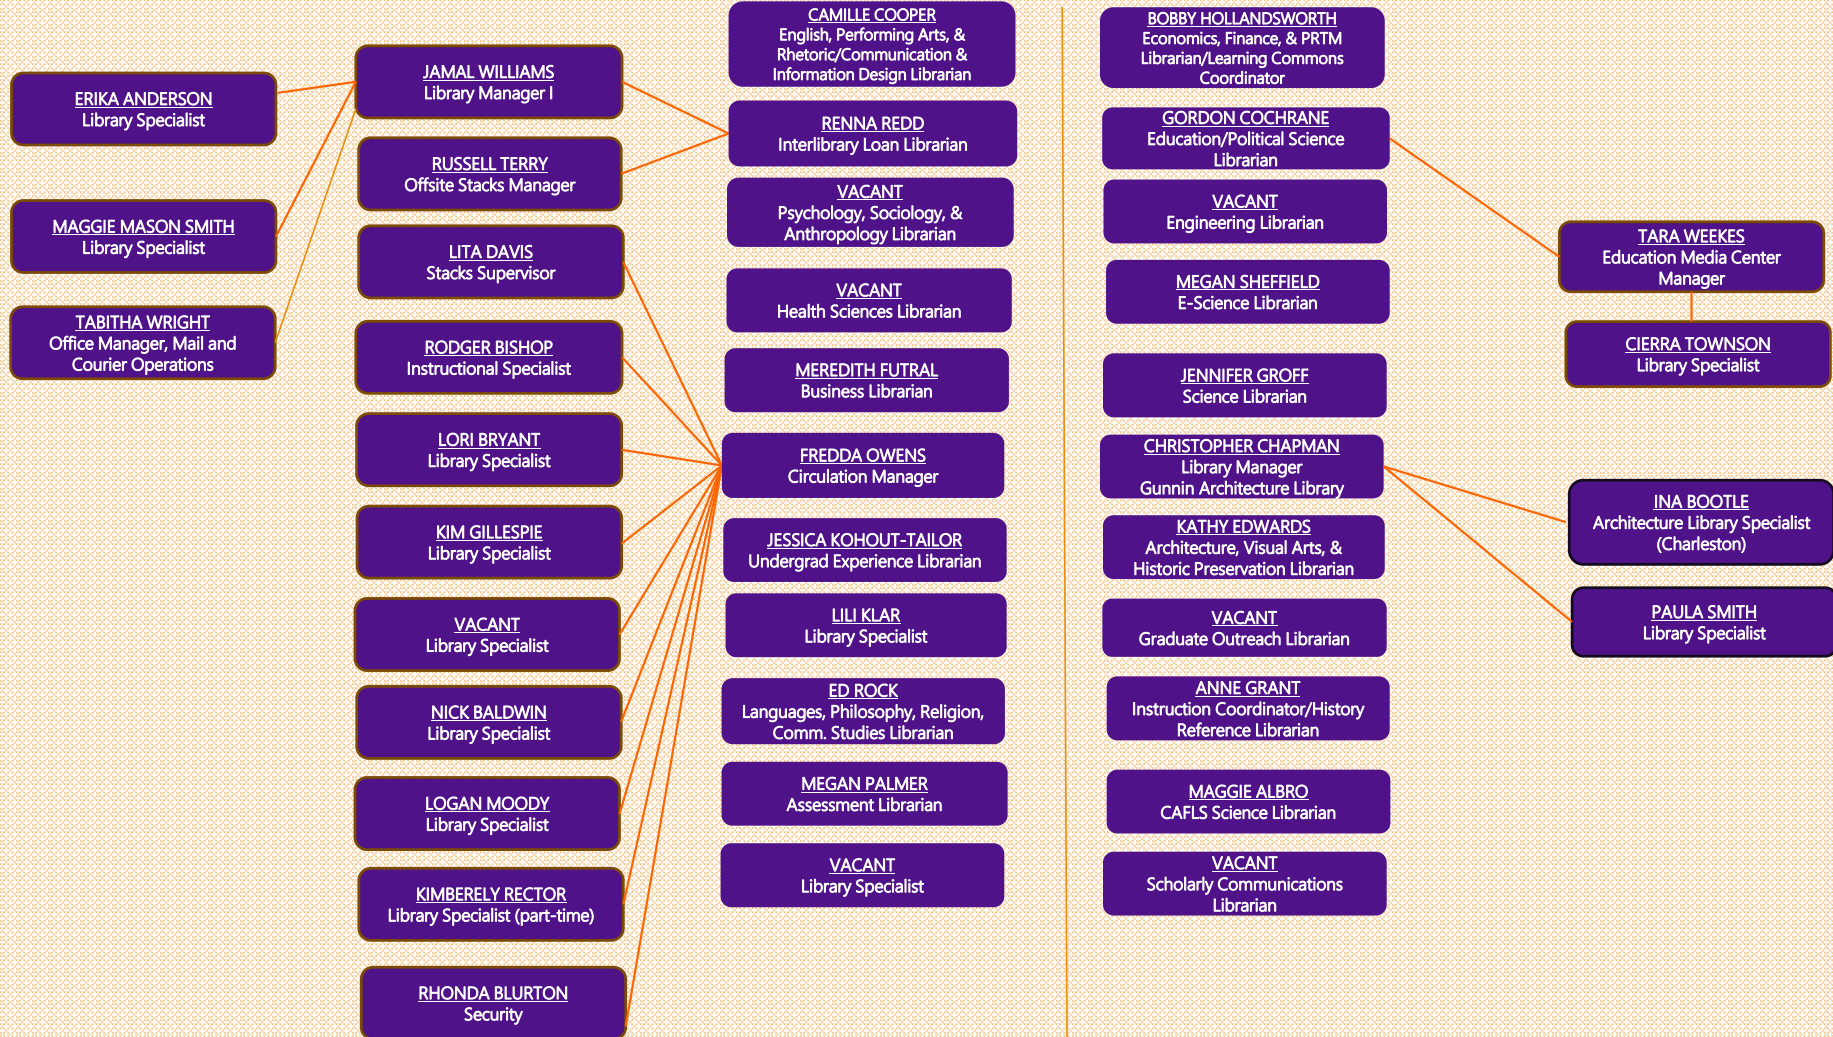 ERIKA ANDERSON
Library Specialist
MAGGIE MASON SMITH
Library Specialist
TABITHA WRIGHT
Office Manager, Mail and
Courier Operations
JAMAL WILLIAMS
Library Manager I
RUSSELL TERRY
Offsite Stacks Manager
LITA DAVIS
Stacks Supervisor
RODGER BISHOP
Instructional Specialist
LORI BRYANT
Library Specialist
KIM GILLESPIE
Library Specialist
VACANT
Library Specialist
NICK BALDWIN
Library Specialist
LOGAN MOODY
Library Specialist
KIMBERELY RECTOR
Library Specialist (part-time)
RHONDA BLURTON
Security
CAMILLE COOPER
English, Performing Arts, &
Rhetoric/Communication &
Information Design Librarian
RENNA REDD
Interlibrary Loan Librarian
VACANT
Psychology, Sociology, &
Anthropology Librarian
VACANT
Health Sciences Librarian
MEREDITH FUTRAL
Business Librarian
FREDDA OWENS
Circulation Manager
JESSICA KOHOUT-TAILOR
Undergrad Experience Librarian
LILI KLAR
Library Specialist
ED ROCK
Languages, Philosophy, Religion,
Comm. Studies Librarian
MEGAN PALMER
Assessment Librarian
VACANT
Library Specialist
BOBBY HOLLANDSWORTH
Economics, Finance, & PRTM
Librarian/Learning Commons
Coordinator
GORDON COCHRANE
Education/Political Science
Librarian
VACANT
Engineering Librarian
MEGAN SHEFFIELD
E-Science Librarian
JENNIFER GROFF
Science Librarian
CHRISTOPHER CHAPMAN
Library Manager
Gunnin Architecture Library
KATHY EDWARDS
Architecture, Visual Arts, &
Historic Preservation Librarian
VACANT
Graduate Outreach Librarian
ANNE GRANT
Instruction Coordinator/History
Reference Librarian
MAGGIE ALBRO
CAFLS Science Librarian
VACANT
Scholarly Communications
Librarian
TARA WEEKES
Education Media Center
Manager
CIERRA TOWNSON
Library Specialist
INA BOOTLE
Architecture Library Specialist
(Charleston)
PAULA SMITH
Library Specialist